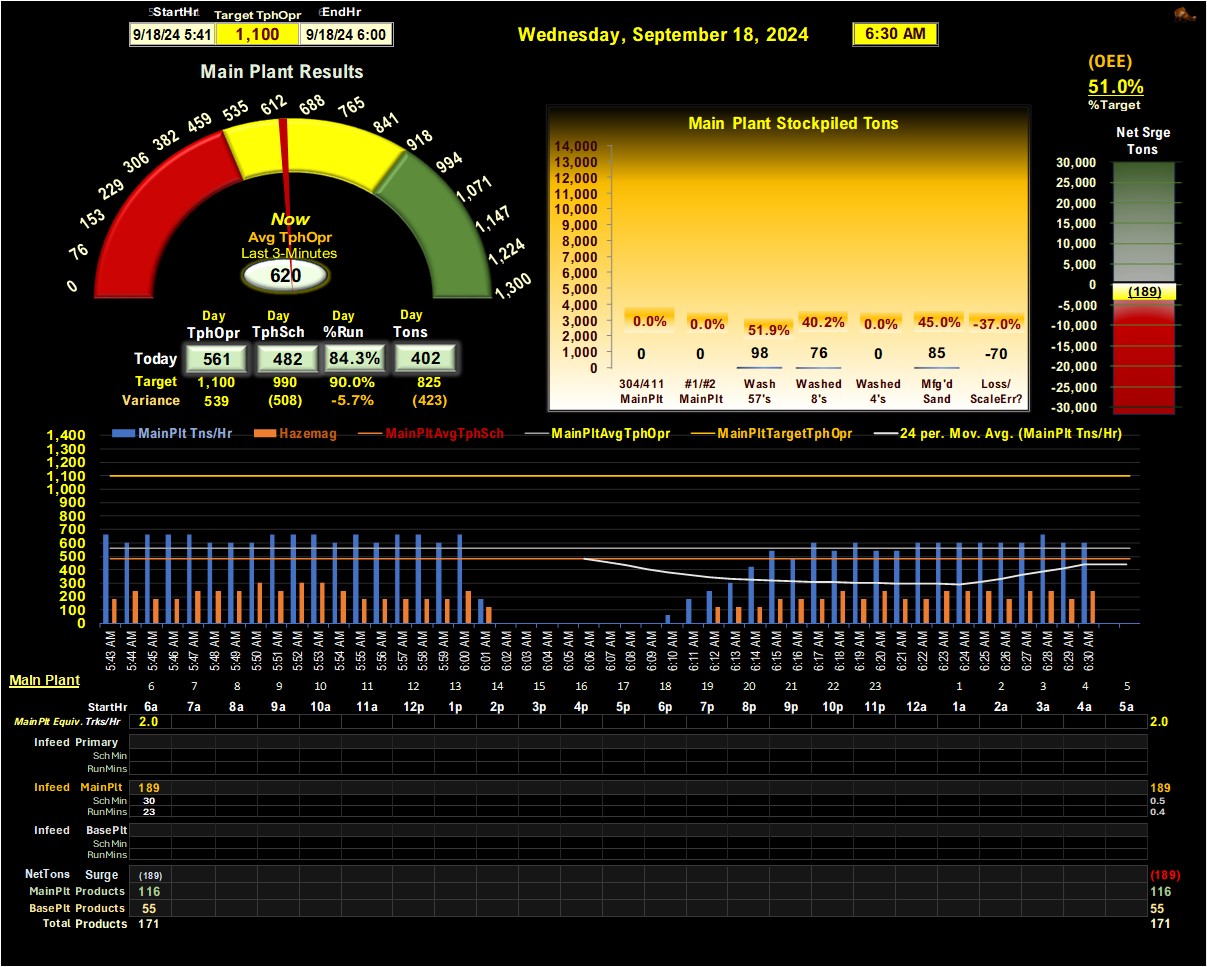 StartHr Target TphOpr EndHr
9/18/24 5:41 1,100 9/18/24 6:00
Wednesday, September 18, 2024
6:30 AM
(OEE)
51.0%
%Target
Main Plant Results
0 76 153 229 306 382 459 535 612 688 765 841 918 994 1,071 1,147 1,224 1,300
Now
Avg TphOpr
Last 3-Minutes
620
Day Day Day Day
TphOpr TphSch %Run Tons
Today 561 482 84.3% 402
Target 1,100 990 90.0% 825
Variance 539 (508) -5.7% (423)
Main Plant Stockpiled Tons
14,000
13,000
12,000
11,000
10,000
9,000
8,000
7,000
6,000
5,000
4,000
3,000
2,000
1,000
0
0.0% 0.0% 51.9% 40.2% 0.0% 45.0% -37.0%
0 0 98 76 0 85 -70
304/411 #1/#2 Wash Washed Washed Mfg'd Loss/
MainPlt MainPlt 57's 8's 4's Sand ScaleErr?
Net Srge
Tons
30,000
25,000
20,000
15,000
10,000
5,000
0
(189)
-5,000
-10,000
-15,000
-20,000
-25,000
-30,000
MainPlt Tns/Hr Hazemag MainPltAvgTphSch MainPltAvgTphOpr MainPltTargetTphOpr 24 per. Mov. Avg. (MainPlt Tns/Hr)
1,400
1,300
1,200
1,100
1,000
900
800
700
600
500
400
300
200
100
0
5:43 AM 5:44 AM 5:45 AM 5:46 AM 5:47 AM 5:48 AM 5:49 AM 5:50 AM 5:51 AM 5:52 AM 5:53 AM 5:54 AM 5:55 AM 5:56 AM 5:57 AM 5:58 AM 5:59 AM 6:00 AM 6:01 AM 6:02 AM 6:03 AM 6:04 AM 6:05 AM 6:06 AM 6:07 AM 6:08 AM 6:09 AM 6:10 AM 6:11 AM 6:12 AM 6:13 AM 6:14 AM 6:15 AM 6:16 AM 6:17 AM 6:18 AM 6:19 AM 6:20 AM 6:21 AM 6:22 AM 6:23 AM 6:24 AM 6:25 AM 6:26 AM 6:27 AM 6:28 AM 6:29 AM 6:30 AM
Main Plant
6 7 8 9 10 11 12 13 14 15 16 17 18 19 20 21 22 23 1 2 3 4 5
StartHr 6a 7a 8a 9a 10a 11a 12p 1p 2p 3p 4p 5p 6p 7p 8p 9p 10p 11p 12a 1a 2a 3a 4a 5a
MainPlt Equiv. Trks/Hr 2.0 2.0
Infeed Primary
Sch Min
RunMins
Infeed MainPlt 189 189
Sch Min 30 0.5
RunMins 23 0.4
Infeed BasePlt
Sch Min
RunMins
NetTons Surge (189) (189)
MainPlt Products 116 116
BasePlt Products 55 55
Total Products 171 171